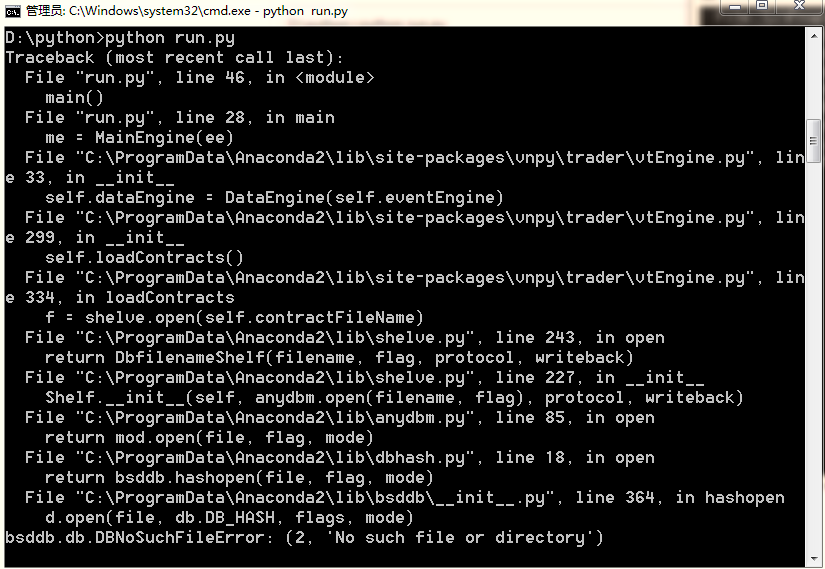 管理员: C:\Windows\system32\cmd.exe - python  run.py
D:\python>python run.py
Traceback (most recent call last):
  File "run.py", line 46, in <module>
    main()
  File "run.py", line 28, in main
    me = MainEngine(ee)
  File "C:\ProgramData\Anaconda2\lib\site-packages\vnpy\trader\vtEngine.py", lin
e 33, in __init__
    self.dataEngine = DataEngine(self.eventEngine)
  File "C:\ProgramData\Anaconda2\lib\site-packages\vnpy\trader\vtEngine.py", lin
e 299, in __init__
    self.loadContracts()
  File "C:\ProgramData\Anaconda2\lib\site-packages\vnpy\trader\vtEngine.py", lin
e 334, in loadContracts
    f = shelve.open(self.contractFileName)
  File "C:\ProgramData\Anaconda2\lib\shelve.py", line 243, in open
    return DbfilenameShelf(filename, flag, protocol, writeback)
  File "C:\ProgramData\Anaconda2\lib\shelve.py", line 227, in __init__
    Shelf.__init__(self, anydbm.open(filename, flag), protocol, writeback)
  File "C:\ProgramData\Anaconda2\lib\anydbm.py", line 85, in open
    return mod.open(file, flag, mode)
  File "C:\ProgramData\Anaconda2\lib\dbhash.py", line 18, in open
    return bsddb.hashopen(file, flag, mode)
  File "C:\ProgramData\Anaconda2\lib\bsddb\__init__.py", line 364, in hashopen
    d.open(file, db.DB_HASH, flags, mode)
bsddb.db.DBNoSuchFileError: (2, 'No such file or directory')